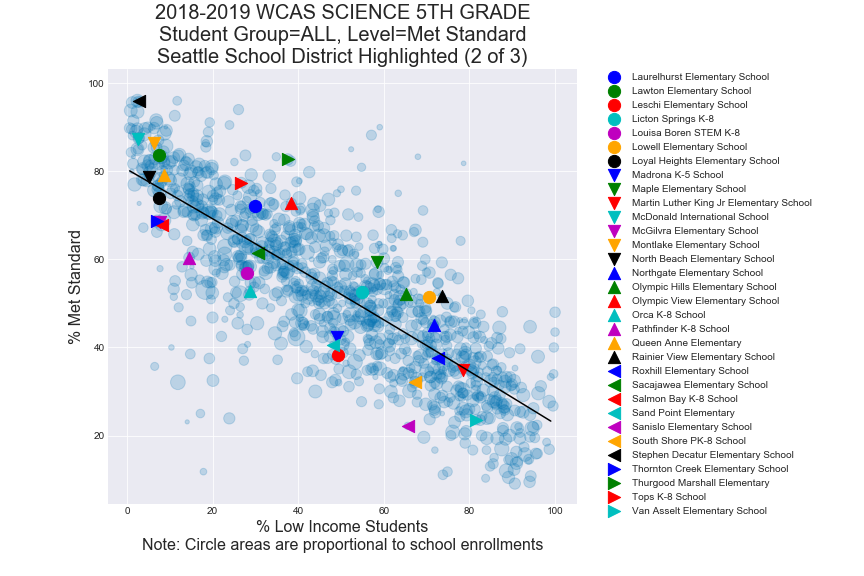 2018-2019 WCAS SCIENCE 5TH GRADE
Student Group=ALL, Level=Met Standard
Seattle School District Highlighted (2 of 3)
% Met Standard
100
80
60
40
20
0
20
40
60
80
100
% Low Income Students
Note: Circle areas are proportional to school enrollments
Laurelhurst Elementary School
Lawton Elementary School
Leschi Elementary School
Licton Springs K-8
Louisa Boren STEM K-8
Lowell Elementary School
Loyal Heights Elementary School
Madrona K-5 School
Maple Elementary School
Martin Luther King Jr Elementary School
McDonald International School
McGilvra Elementary School
Montlake Elementary School
North Beach Elementary School
Northgate Elementary School
Olympic Hills Elementary School
Olympic View Elementary School
Orca K-8 School
Pathfinder K-8 School
Queen Anne Elementary
Rainier View Elementary School
Roxhill Elementary School
Sacajawea Elementary School
Salmon Bay K-8 School
Sand Point Elementary
Sanislo Elementary School
South Shore PK-8 School
Stephen Decatur Elementary School
Thornton Creek Elementary School
Thurgood Marshall Elementary
Tops K-8 School
Van Asselt Elementary School